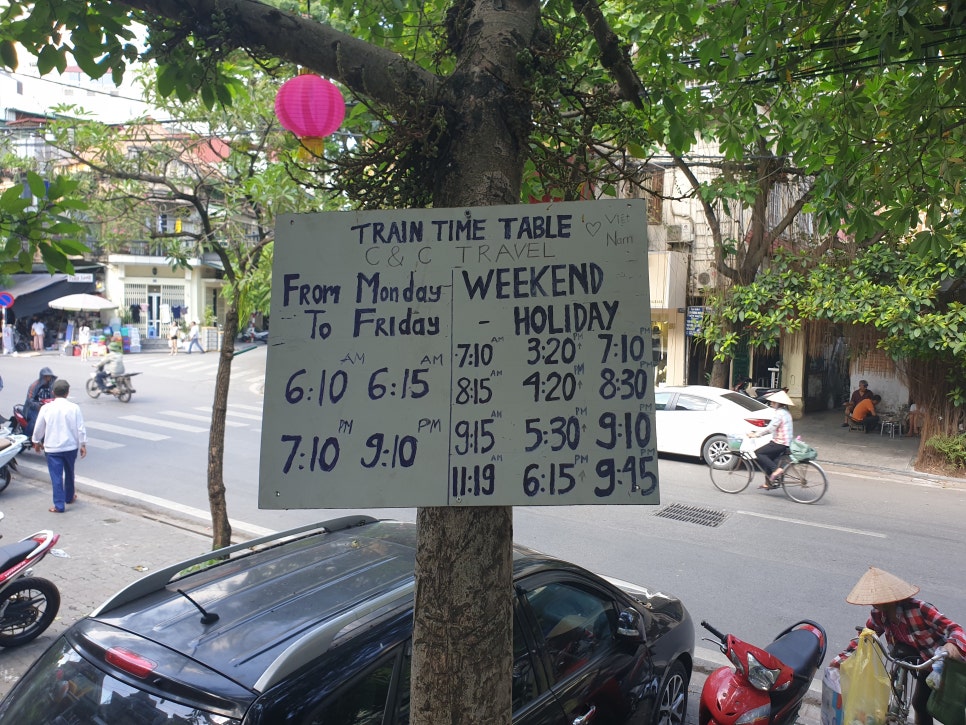 TRAIN TIME TABLE
♡ Việt Nam
C & C TRAVEL
From Monday
To Friday
6:10 AM 6:15 AM
7:10 PM 9:10 PM
WEEKEND
- HOLIDAY
7:10 AM 3:20 PM 7:10 PM
8:15 AM 4:20 PM 8:30 PM
9:15 AM 5:30 PM 9:10 PM
11:19 AM 6:15 PM 9:45 PM